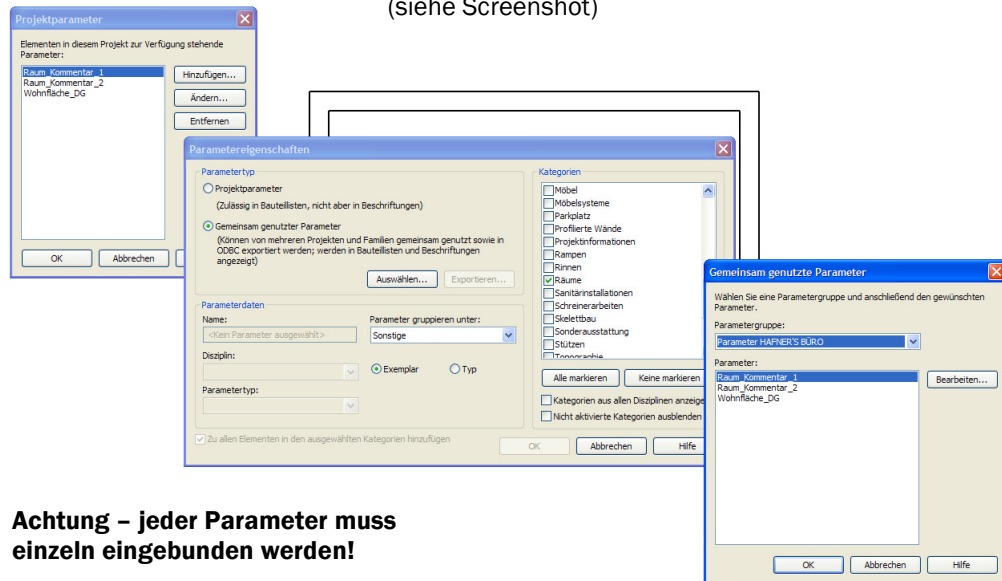 (siehe Screenshot)
Projektparameter
Elementen in diesem Projekt zur Verfügung stehende
Parameter:
Raum_Kommentar_1
Raum_Kommentar_2
Wohnfläche_DG
Hinzufügen...
Ändern...
Entfernen
OK
Abbrechen
Parametereigenschaften
Parametertyp
Projektparameter
(Zulässig in Bauteillisten, nicht aber in Beschriftungen)
Gemeinsam genutzter Parameter
(Können von mehreren Projekten und Familien gemeinsam genutzt sowie in
ODBC exportiert werden; werden in Bauteillisten und Beschriftungen
angezeigt)
Auswählen...
Exportieren...
Parameterdaten
Name:
<Kein Parameter ausgewählt>
Disziplin:
Parametertyp:
Parameter gruppieren unter:
Sonstige
Exemplar
Typ
Zu allen Elementen in den ausgewählten Kategorien hinzufügen
Kategorien
Möbel
Möbelsysteme
Parkplatz
Profilierte Wände
Projektinformationen
Rampen
Rinnen
Räume
Sanitärinstallationen
Schreinerarbeiten
Skelettbau
Sonderausstattung
Stützen
Topographie
Alle markieren
Keine markieren
Kategorien aus allen Disziplinen anzeige
Nicht aktivierte Kategorien ausblenden
OK
Abbrechen
Hilfe
Gemeinsam genutzte Parameter
Wählen Sie eine Parametergruppe und anschließend den gewünschten
Parameter.
Parametergruppe:
Parameter HAFNER'S BÜRO
Parameter:
Raum_Kommentar_1
Raum_Kommentar_2
Wohnfläche_DG
Bearbeiten...
OK
Abbrechen
Hilfe
Achtung – jeder Parameter muss
einzeln eingebunden werden!